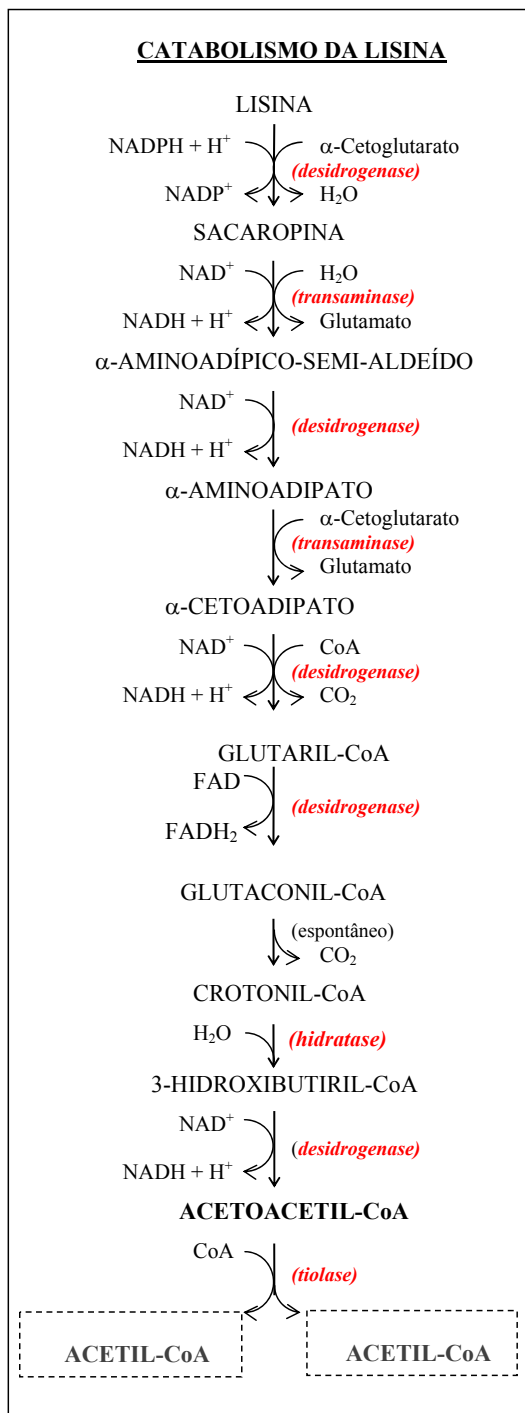 CATABOLISMO DA LISINA
LISINA
NADPH + H⁺ α-Cetoglutarato
(desidrogenase)
NADP⁺ H₂O
SACAROPINA
NAD⁺ H₂O
(transaminase)
NADH + H⁺ Glutamato
α-AMINOADÍPICO-SEMI-ALDEÍDO
NAD⁺
(desidrogenase)
NADH + H⁺
α-AMINOADIPATO
α-Cetoglutarato
(transaminase)
Glutamato
α-CETOADIPATO
NAD⁺ CoA
(desidrogenase)
NADH + H⁺ CO₂
GLUTARIL-CoA
FAD
(desidrogenase)
FADH₂
GLUTACONIL-CoA
(espontâneo)
CO₂
CROTONIL-CoA
H₂O (hidratase)
3-HIDROXIBUTIRIL-CoA
NAD⁺
(desidrogenase)
NADH + H⁺
ACETOACETIL-CoA
CoA
(tiolase)
ACETIL-CoA ACETIL-CoA